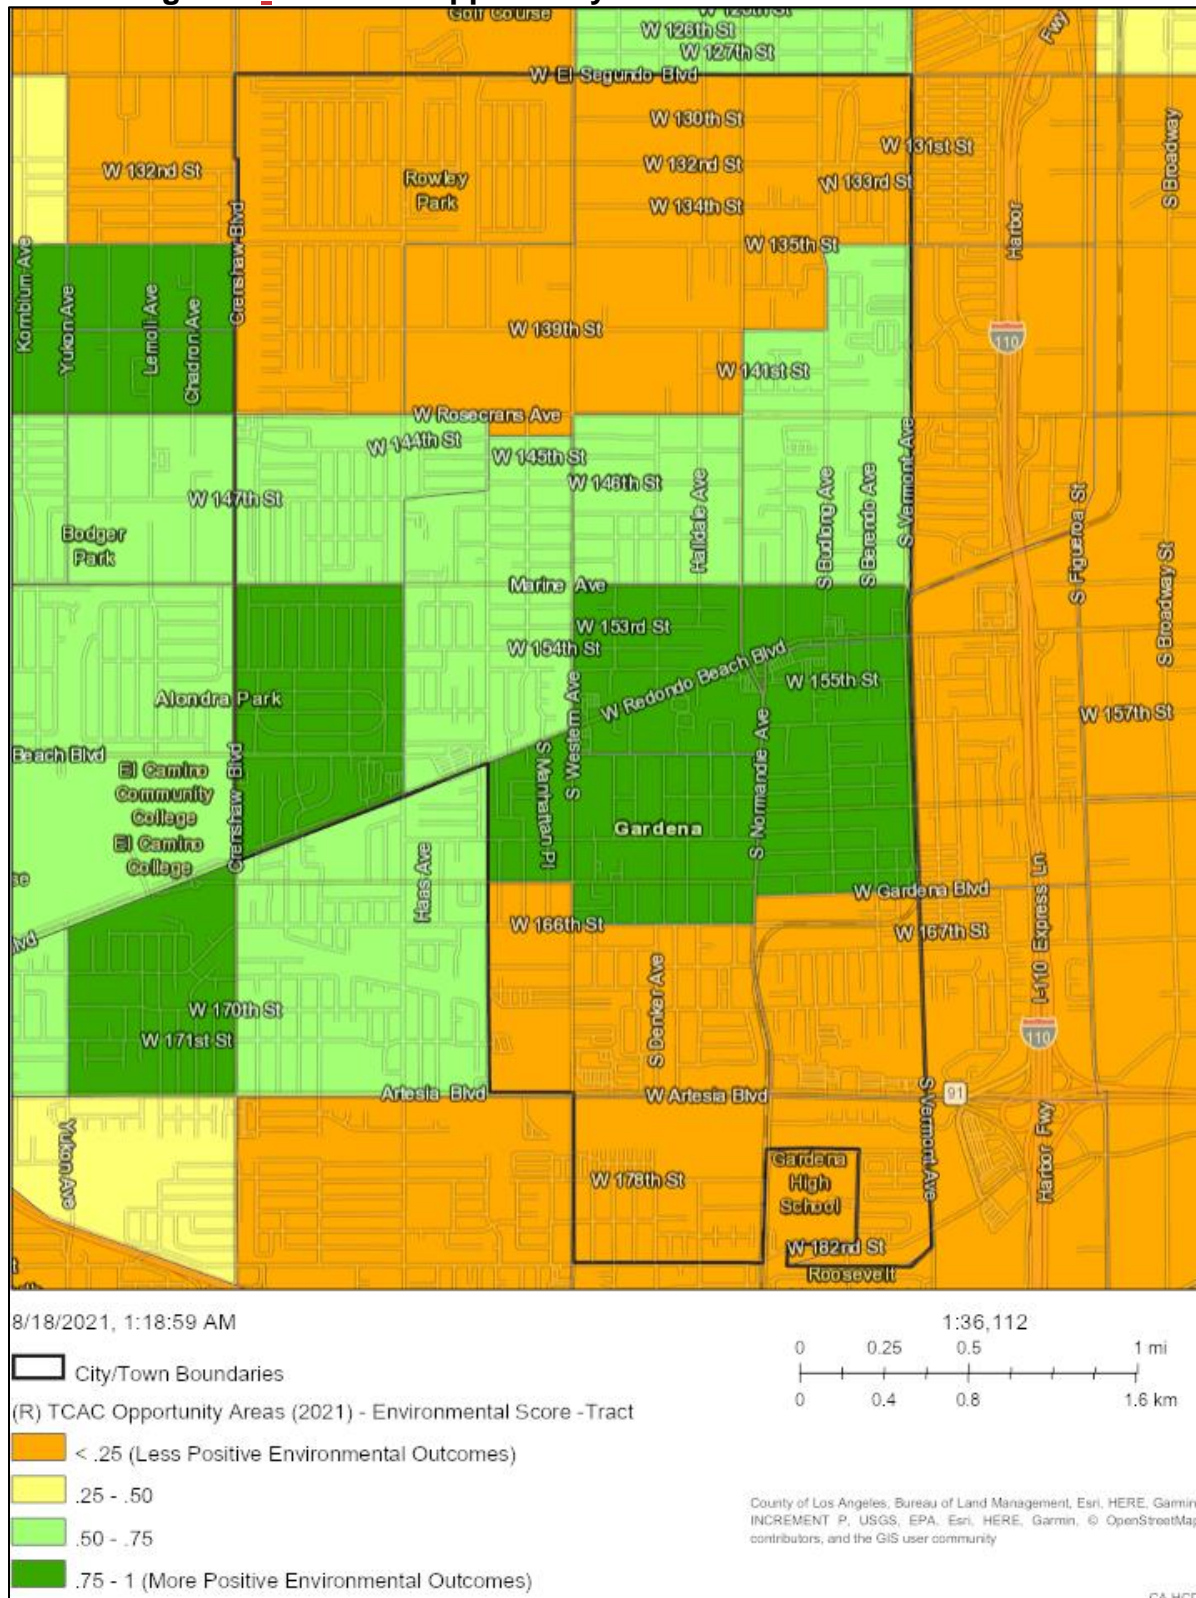 Golf Course
W 126th St
W 127th St
Fwy
W El Segundo Blvd
W 130th St
W 131st St
S Broadway
W 132nd St
W 132nd St
Rowley
Park
W 133rd St
W 134th St
Crenshaw Blvd
Harbor
W 135th St
Kornblum Ave
Yukon Ave
Lemoli Ave
Chadron Ave
W 139th St
110
W 141st St
W Rosecrans Ave
W 144th St
W 145th St
W 146th St
W 147th St
Halldale Ave
S Budlong Ave
S Berendo Ave
S Vermont Ave
S Figueroa St
Bodger
Park
Marine Ave
S Broadway St
W 153rd St
W 154th St
W Redondo Beach Blvd
W 155th St
Alondra Park
W 157th St
S Western Ave
S Manhattan Pl
S Normandie Ave
Beach Blvd
El Camino
Community
College
El Camino
College
Crenshaw Blvd
Gardena
Haas Ave
W Gardena Blvd
I-110 Express Ln
W 166th St
W 167th St
lvd
S Denker Ave
W 170th St
W 171st St
110
Artesia Blvd
W Artesia Blvd
91
S Vermont Ave
Harbor Fwy
Yukon Ave
Gardena
High
School
W 178th St
W 182nd St
Roosevelt
8/18/2021, 1:18:59 AM
1:36,112
0 0.25 0.5 1 mi
0 0.4 0.8 1.6 km
City/Town Boundaries
(R) TCAC Opportunity Areas (2021) - Environmental Score -Tract
< .25 (Less Positive Environmental Outcomes)
.25 - .50
.50 - .75
.75 - 1 (More Positive Environmental Outcomes)
County of Los Angeles, Bureau of Land Management, Esri, HERE, Garmin,
INCREMENT P, USGS, EPA, Esri, HERE, Garmin, © OpenStreetMap
contributors, and the GIS user community